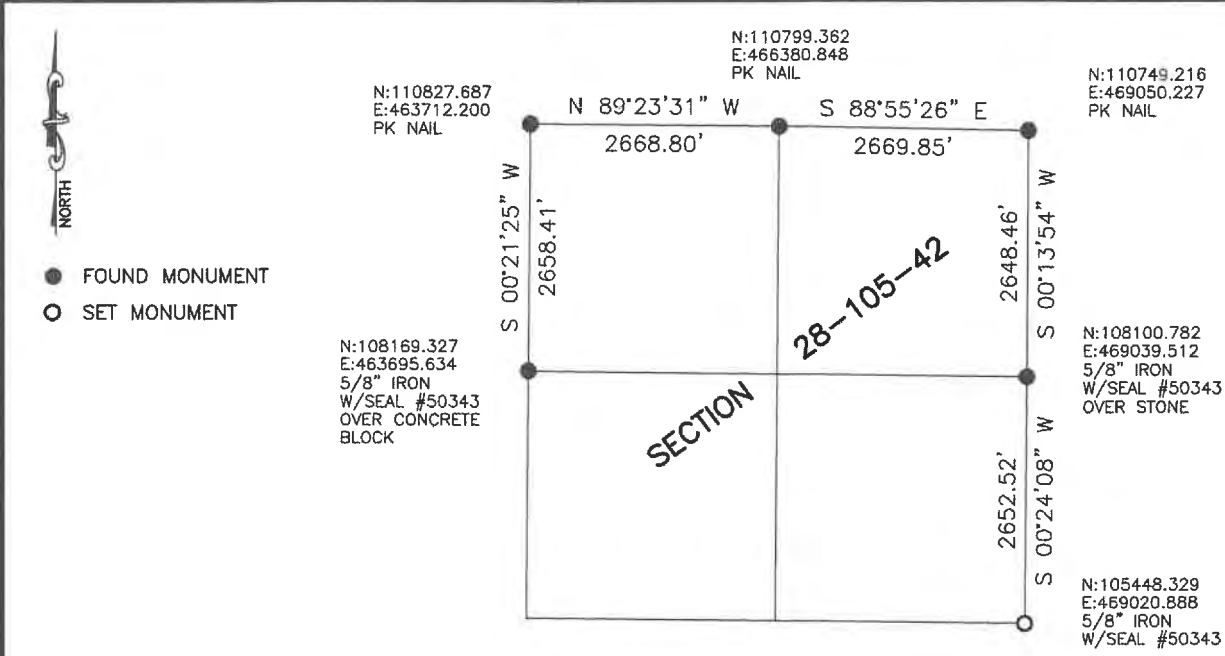 N:110799.362
E:466380.848
PK NAIL
N:110827.687
E:463712.200
PK NAIL
N:110749.216
E:469050.227
PK NAIL
N 89°23'31" W
2668.80'
S 88°55'26" E
2669.85'
NORTH
FOUND MONUMENT
SET MONUMENT
S 00°21'25" W
2658.41'
S 00°13'54" W
2648.46'
SECTION 28-105-42
N:108169.327
E:463695.634
5/8" IRON
W/SEAL #50343
OVER CONCRETE
BLOCK
N:108100.782
E:469039.512
5/8" IRON
W/SEAL #50343
OVER STONE
S 00°24'08" W
2652.52'
N:105448.329
E:469020.888
5/8" IRON
W/SEAL #50343